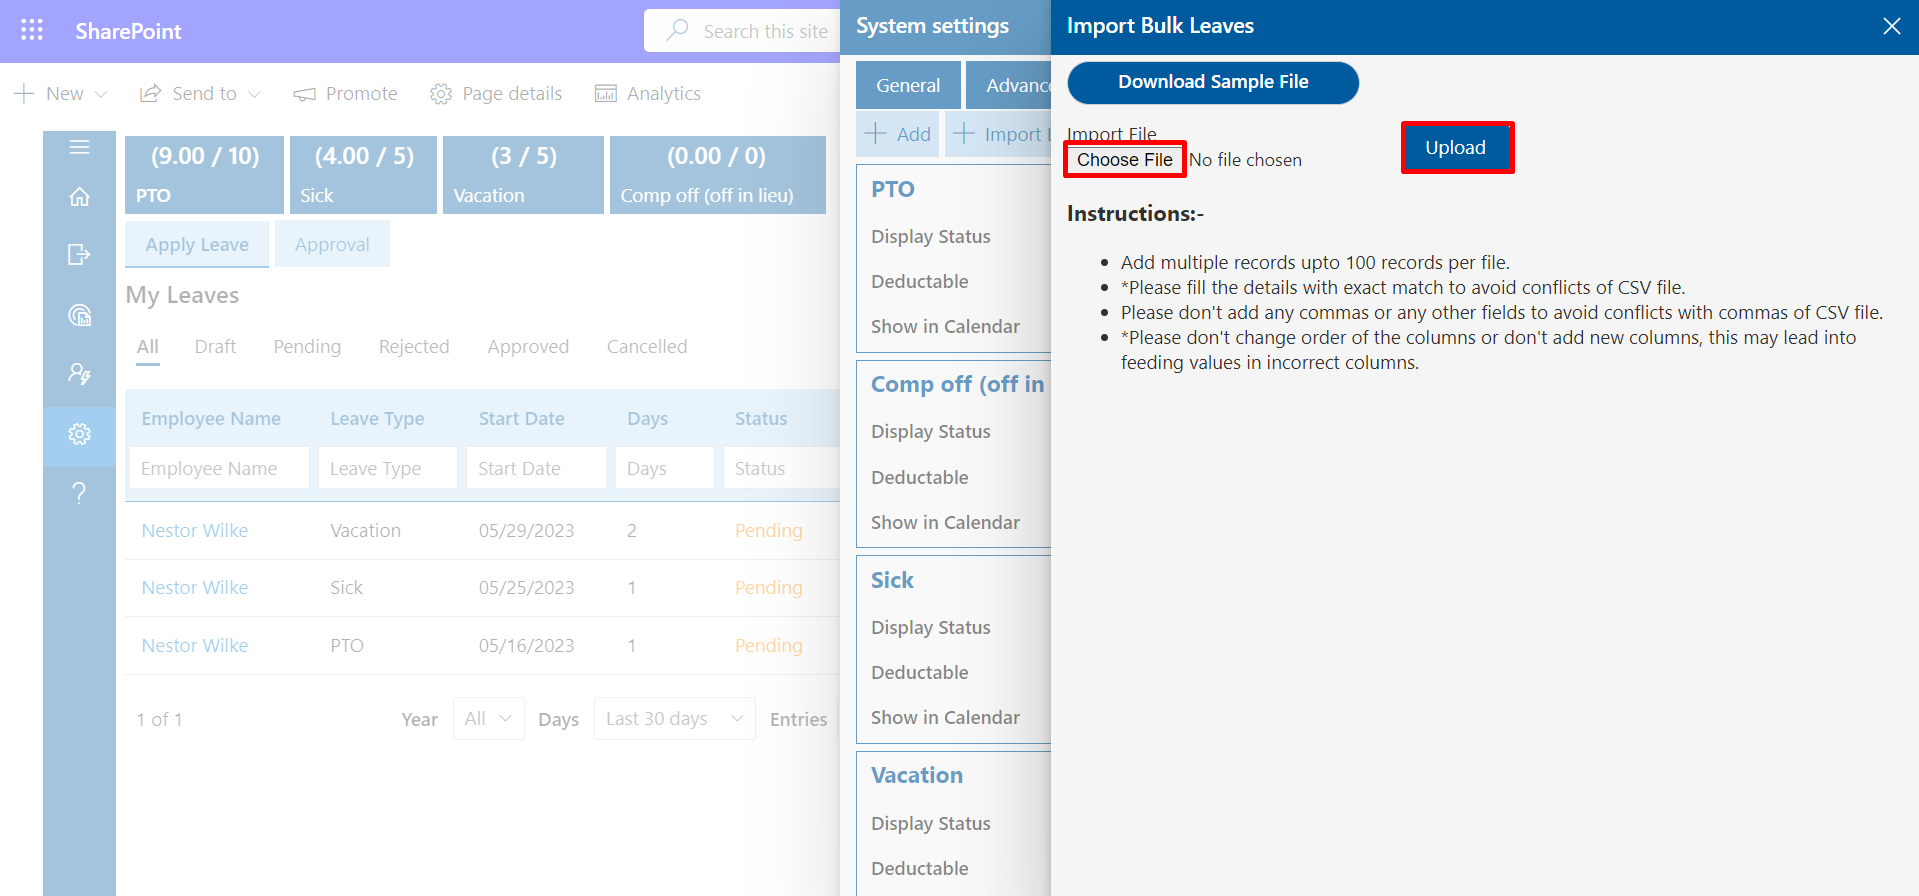 SharePoint
Search this site
New
Send to
Promote
Page details
Analytics
(9.00 / 10)
PTO
(4.00 / 5)
Sick
(3 / 5)
Vacation
(0.00 / 0)
Comp off (off in lieu)
Apply Leave
Approval
My Leaves
All Draft Pending Rejected Approved Cancelled
Employee Name Leave Type Start Date Days Status
Employee Name Leave Type Start Date Days Status
Nestor Wilke Vacation 05/29/2023 2 Pending
Nestor Wilke Sick 05/25/2023 1 Pending
Nestor Wilke PTO 05/16/2023 1 Pending
1 of 1 Year All Days Last 30 days Entries
System settings
General
Advanc
Add
Import
PTO
Display Status
Deductable
Show in Calendar
Comp off (off in
Display Status
Deductable
Show in Calendar
Sick
Display Status
Deductable
Show in Calendar
Vacation
Display Status
Deductable
Import Bulk Leaves
Download Sample File
Import File
Choose File No file chosen
Upload
Instructions:-
• Add multiple records upto 100 records per file.
• *Please fill the details with exact match to avoid conflicts of CSV file.
• Please don't add any commas or any other fields to avoid conflicts with commas of CSV file.
• *Please don't change order of the columns or don't add new columns, this may lead into
feeding values in incorrect columns.